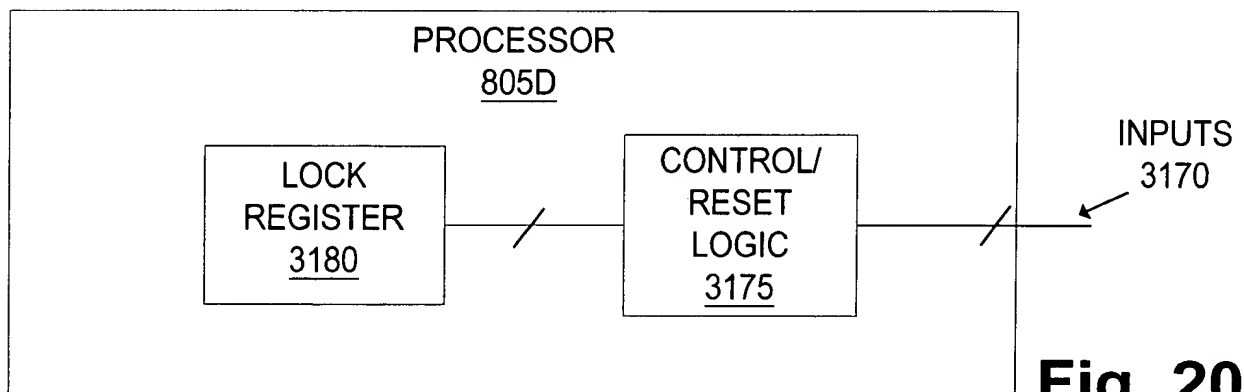 PROCESSOR
805D
LOCK
REGISTER
3180
CONTROL/
RESET
LOGIC
3175
INPUTS
3170
Fig. 20